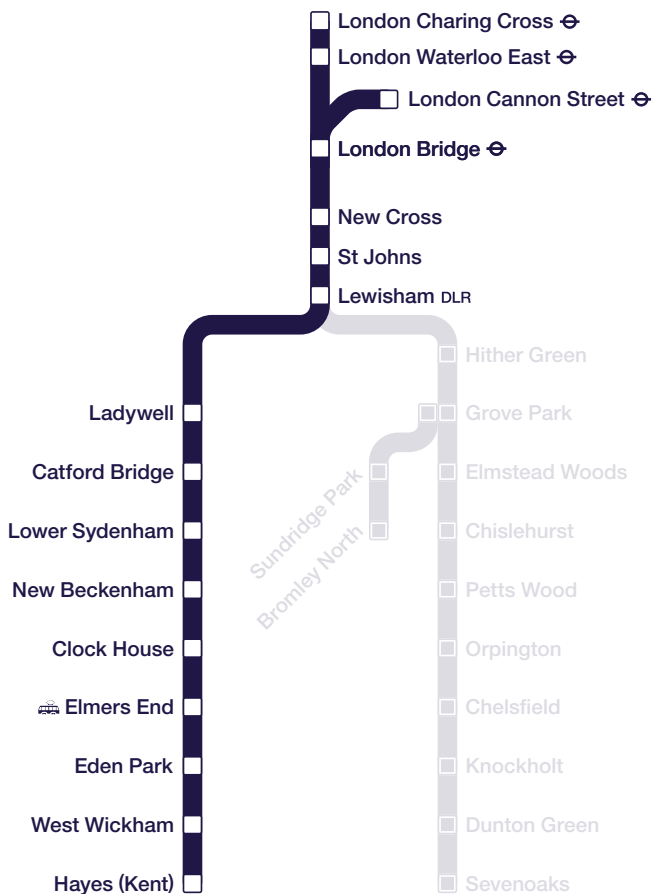 London Charing Cross
London Waterloo East
London Cannon Street
London Bridge
New Cross
St Johns
Lewisham DLR
Hither Green
Ladywell
Grove Park
Catford Bridge
Sundridge Park
Elmstead Woods
Lower Sydenham
Bromley North
Chislehurst
New Beckenham
Petts Wood
Clock House
Orpington
Elmers End
Chelsfield
Eden Park
Knockholt
West Wickham
Dunton Green
Hayes (Kent)
Sevenoaks